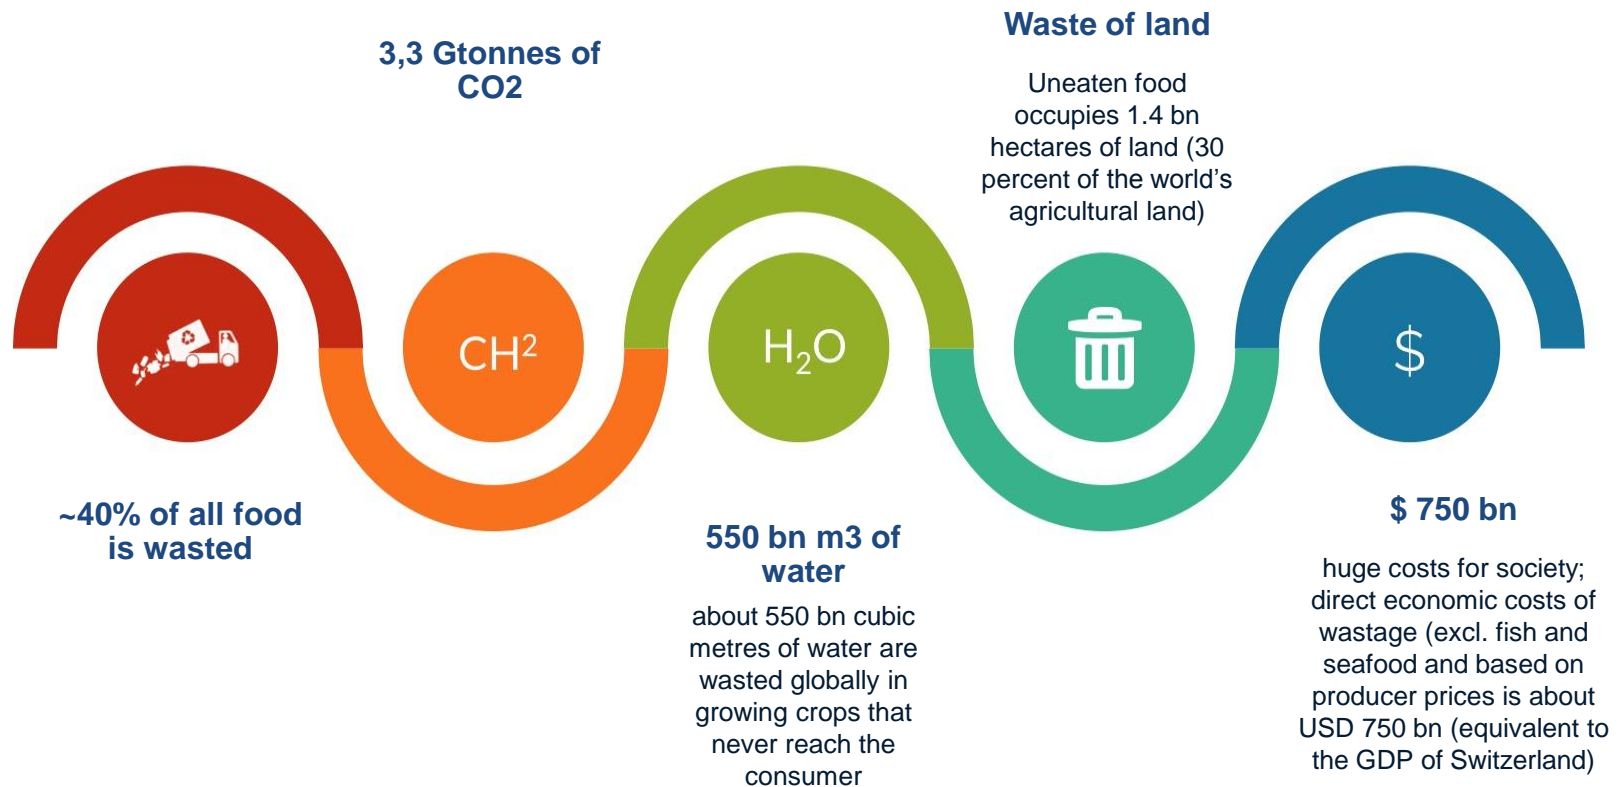 ~40% of all food
is wasted
3,3 Gtonnes of
CO2
CH²
H₂O
550 bn m3 of
water
about 550 bn cubic
metres of water are
wasted globally in
growing crops that
never reach the
consumer
Waste of land
Uneaten food
occupies 1.4 bn
hectares of land (30
percent of the world’s
agricultural land)
$
$ 750 bn
huge costs for society;
direct economic costs of
wastage (excl. fish and
seafood and based on
producer prices is about
USD 750 bn (equivalent to
the GDP of Switzerland)